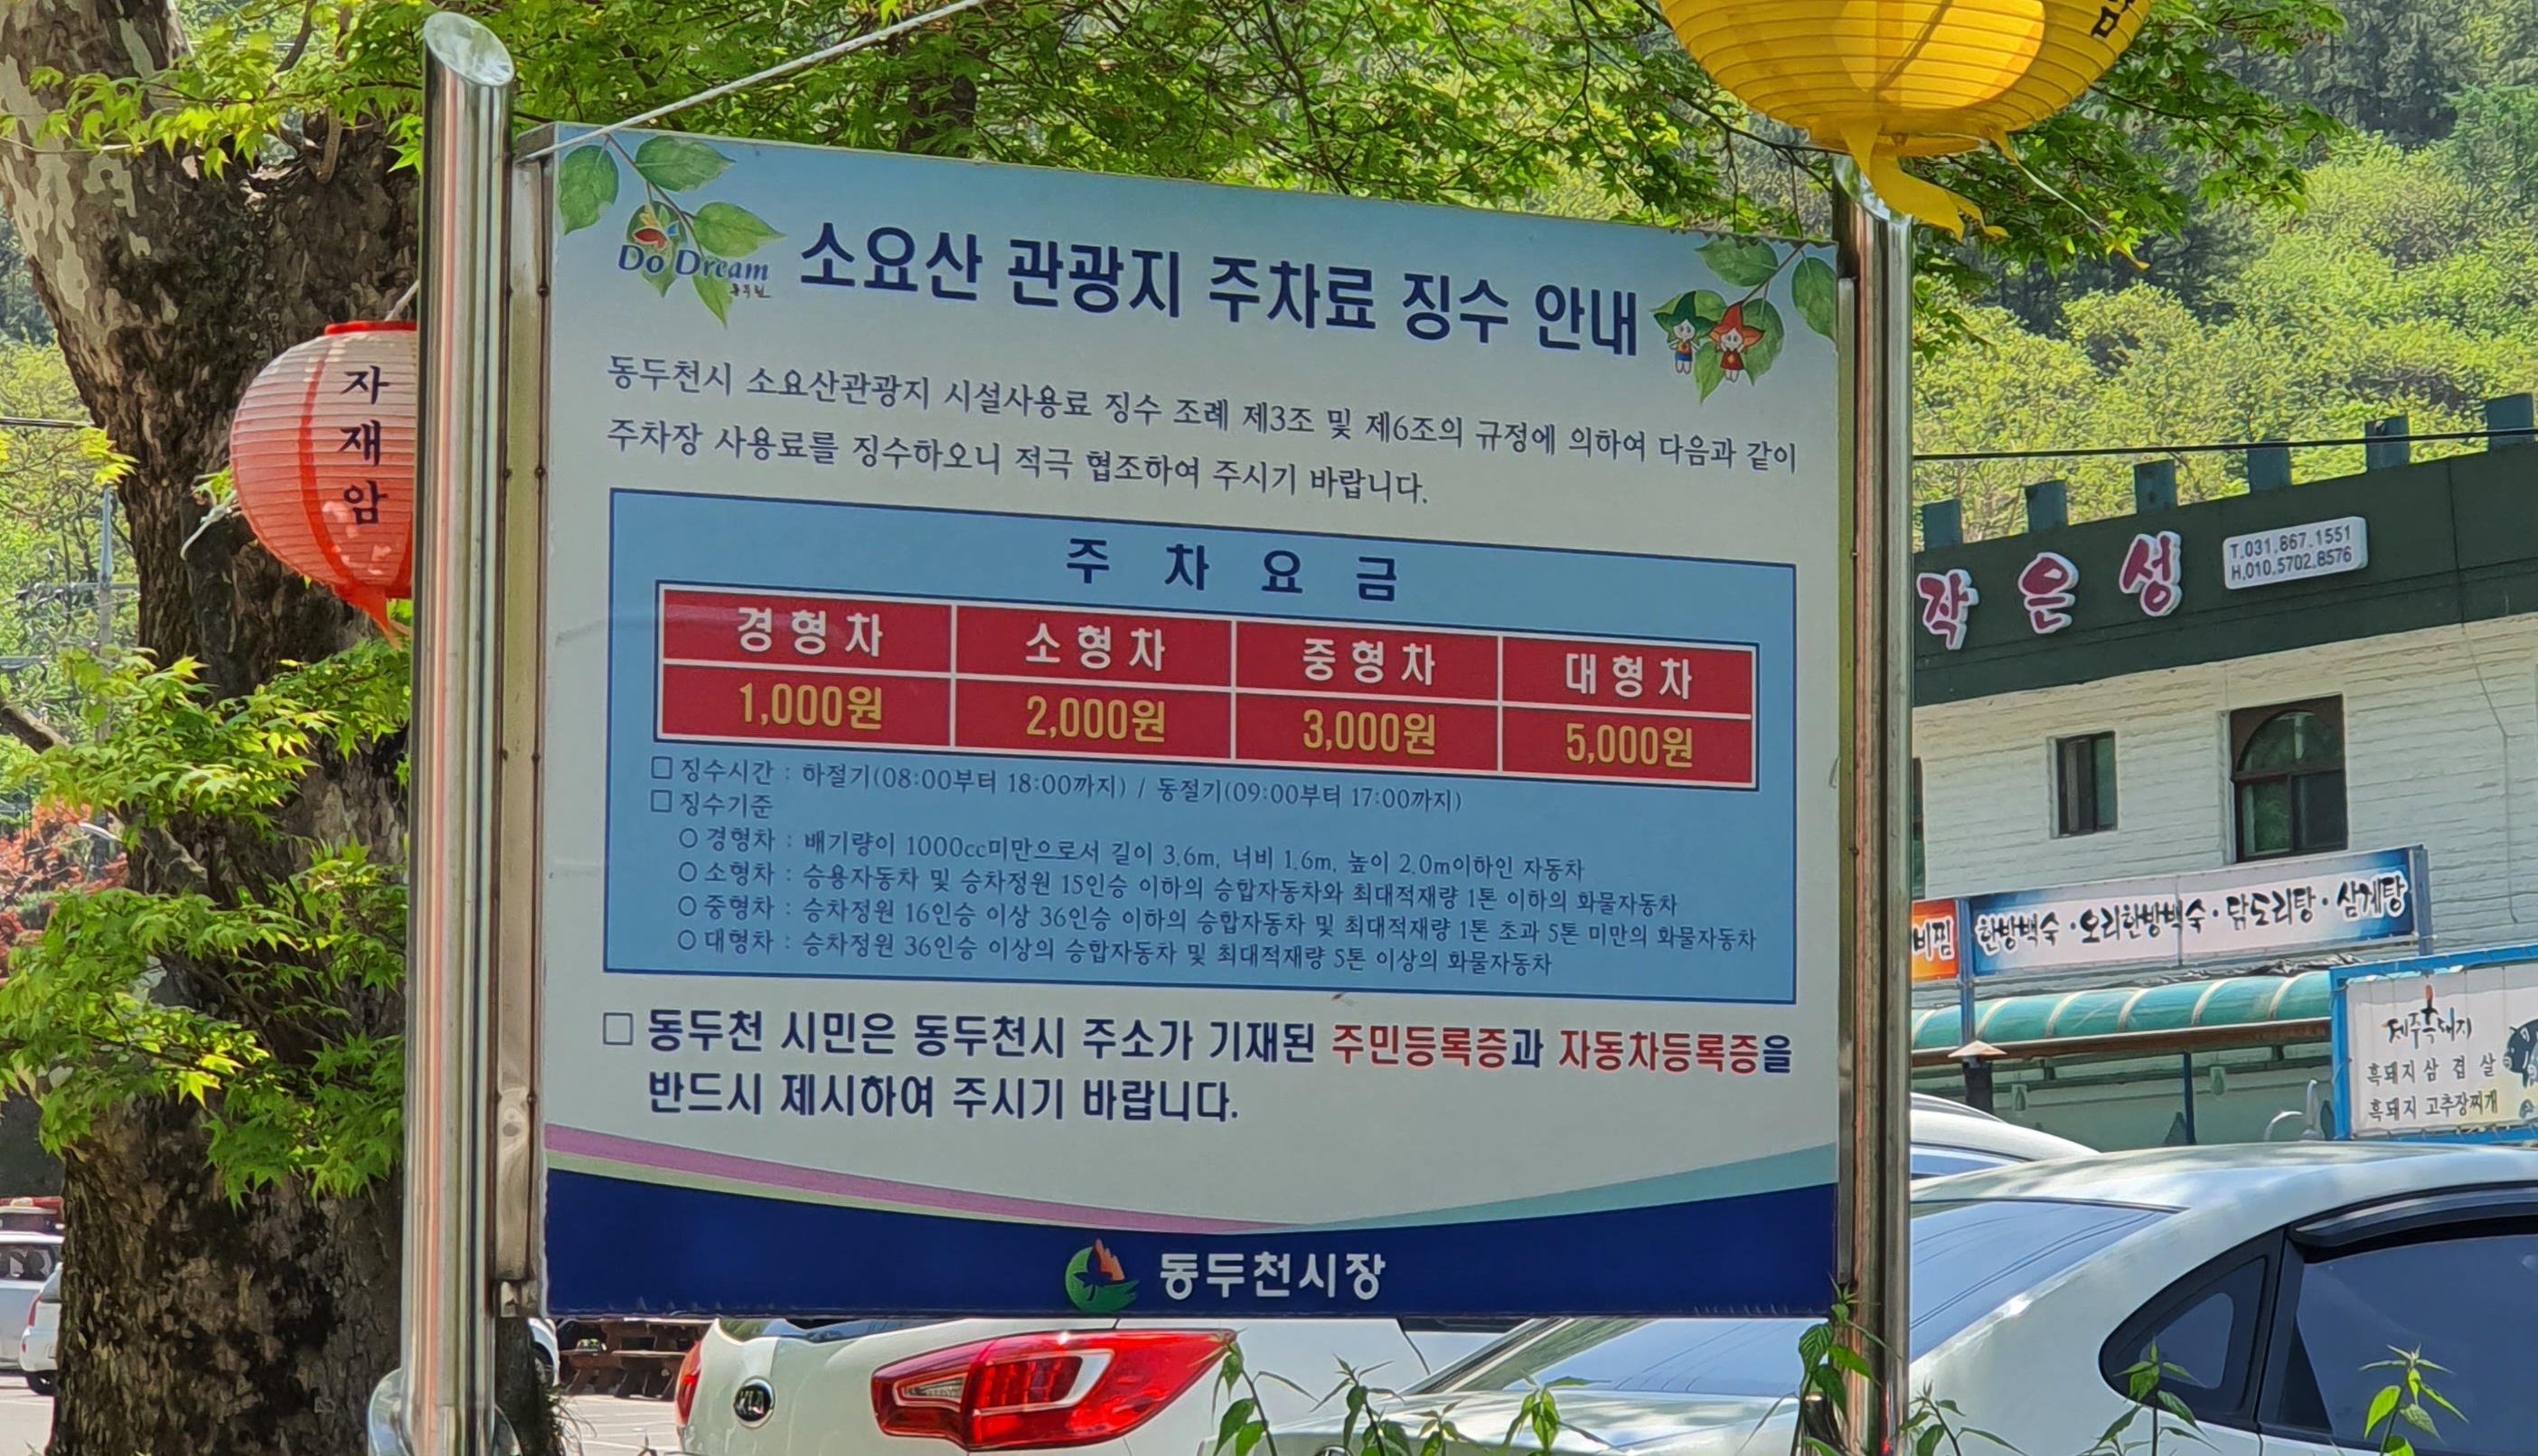 Do Dream
동두천
소요산 관광지 주차료 징수 안내
동두천시 소요산관광지 시설사용료 징수 조례 제3조 및 제6조의 규정에 의하여 다음과 같이
주차장 사용료를 징수하오니 적극 협조하여 주시기 바랍니다.
주 차 요 금
경형차 소형차 중형차 대형차
1,000원 2,000원 3,000원 5,000원
□ 징수시간 : 하절기(08:00부터 18:00까지) / 동절기(09:00부터 17:00까지)
□ 징수기준
○ 경형차 : 배기량이 1000cc미만으로서 길이 3.6m, 너비 1.6m, 높이 2.0m이하인 자동차
○ 소형차 : 승용자동차 및 승차정원 15인승 이하의 승합자동차와 최대적재량 1톤 이하의 화물자동차
○ 중형차 : 승차정원 16인승 이상 36인승 이하의 승합자동차 및 최대적재량 1톤 초과 5톤 미만의 화물자동차
○ 대형차 : 승차정원 36인승 이상의 승합자동차 및 최대적재량 5톤 이상의 화물자동차
□ 동두천 시민은 동두천시 주소가 기재된 주민등록증과 자동차등록증을
반드시 제시하여 주시기 바랍니다.
동두천시장
자재암
암
작은성
T.031.867.1551
H.010.5702.8576
비찜
한방백숙·오리한방백숙·닭도리탕·삼계탕
제주흑돼지
흑돼지 삼겹살
흑돼지 고추장찌개
KIA